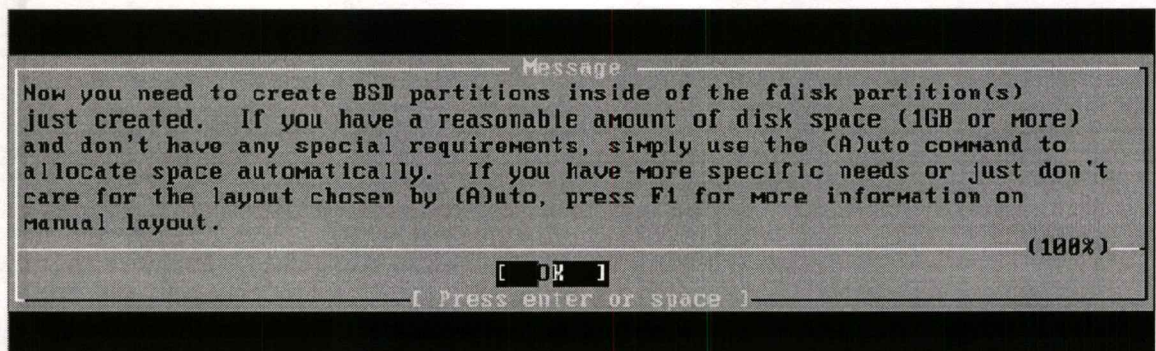 Message
Now you need to create BSD partitions inside of the fdisk partition(s)
just created.  If you have a reasonable amount of disk space (1GB or more)
and don't have any special requirements, simply use the (A)uto command to
allocate space automatically.  If you have more specific needs or just don't
care for the layout chosen by (A)uto, press F1 for more information on
manual layout.
(100%)
[ OK ]
[ Press enter or space ]